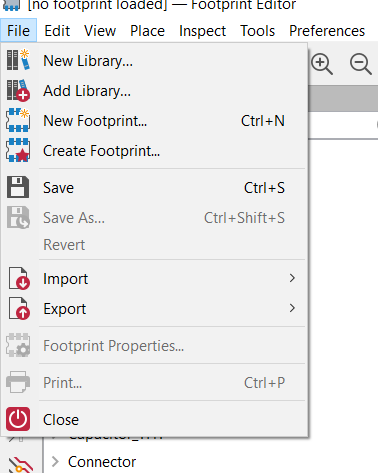 [no footprint loaded] — Footprint Editor
File Edit View Place Inspect Tools Preferences
New Library...
Add Library...
New Footprint... Ctrl+N
Create Footprint...
Save Ctrl+S
Save As... Ctrl+Shift+S
Revert
Import
Export
Footprint Properties...
Print... Ctrl+P
Close
Connector